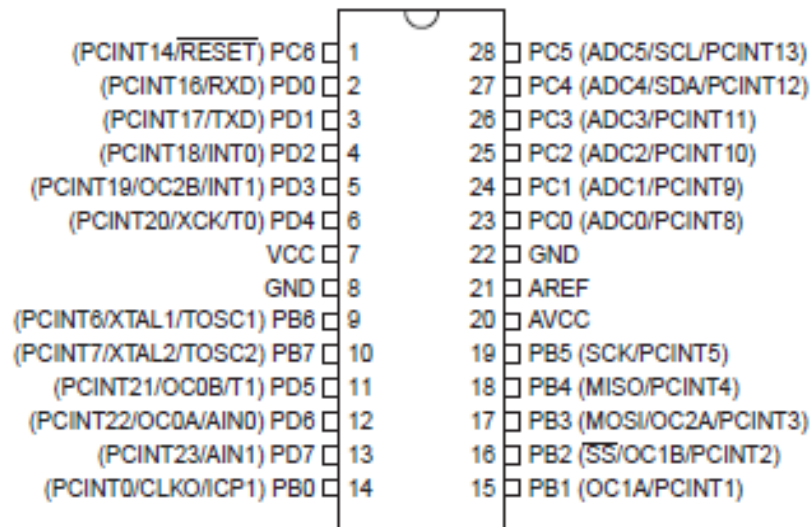 (PCINT14/RESET) PC6 1 28 PC5 (ADC5/SCL/PCINT13)
(PCINT16/RXD) PD0 2 27 PC4 (ADC4/SDA/PCINT12)
(PCINT17/TXD) PD1 3 26 PC3 (ADC3/PCINT11)
(PCINT18/INT0) PD2 4 25 PC2 (ADC2/PCINT10)
(PCINT19/OC2B/INT1) PD3 5 24 PC1 (ADC1/PCINT9)
(PCINT20/XCK/T0) PD4 6 23 PC0 (ADC0/PCINT8)
VCC 7 22 GND
GND 8 21 AREF
(PCINT6/XTAL1/TOSC1) PB6 9 20 AVCC
(PCINT7/XTAL2/TOSC2) PB7 10 19 PB5 (SCK/PCINT5)
(PCINT21/OC0B/T1) PD5 11 18 PB4 (MISO/PCINT4)
(PCINT22/OC0A/AIN0) PD6 12 17 PB3 (MOSI/OC2A/PCINT3)
(PCINT23/AIN1) PD7 13 16 PB2 (SS/OC1B/PCINT2)
(PCINT0/CLKO/ICP1) PB0 14 15 PB1 (OC1A/PCINT1)